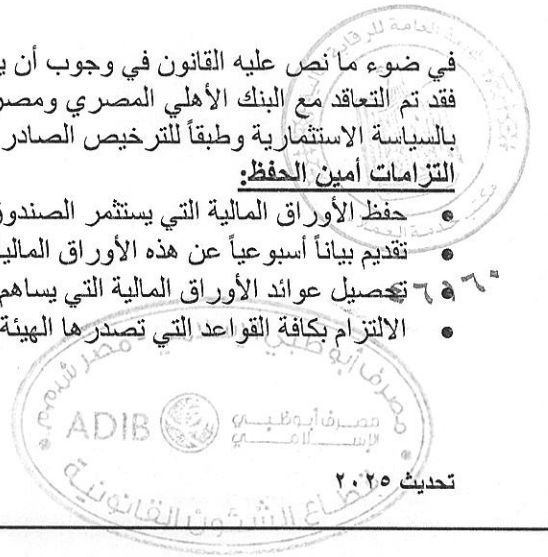 في ضوء ما نص عليه القانون في وجوب أن
فقد تم التعاقد مع البنك الأهلي المصري
بالسياسة الاستثمارية وطبقاً للترخيص الصادر
التزامات أمين الحفظ:
• حفظ الأوراق المالية التي يستثمر الصندوق
• تقديم بياناً أسبوعياً عن هذه الأوراق المالية
• تحصيل عوائد الأوراق المالية التي يساهم
• الالتزام بكافة القواعد التي تصدرها الهيئة
مصرف أبوظبي
ADIB مصرف أبوظبي
الإســـلامي
قطاع الشئون القانونية
تحديث ٢٠٢٥